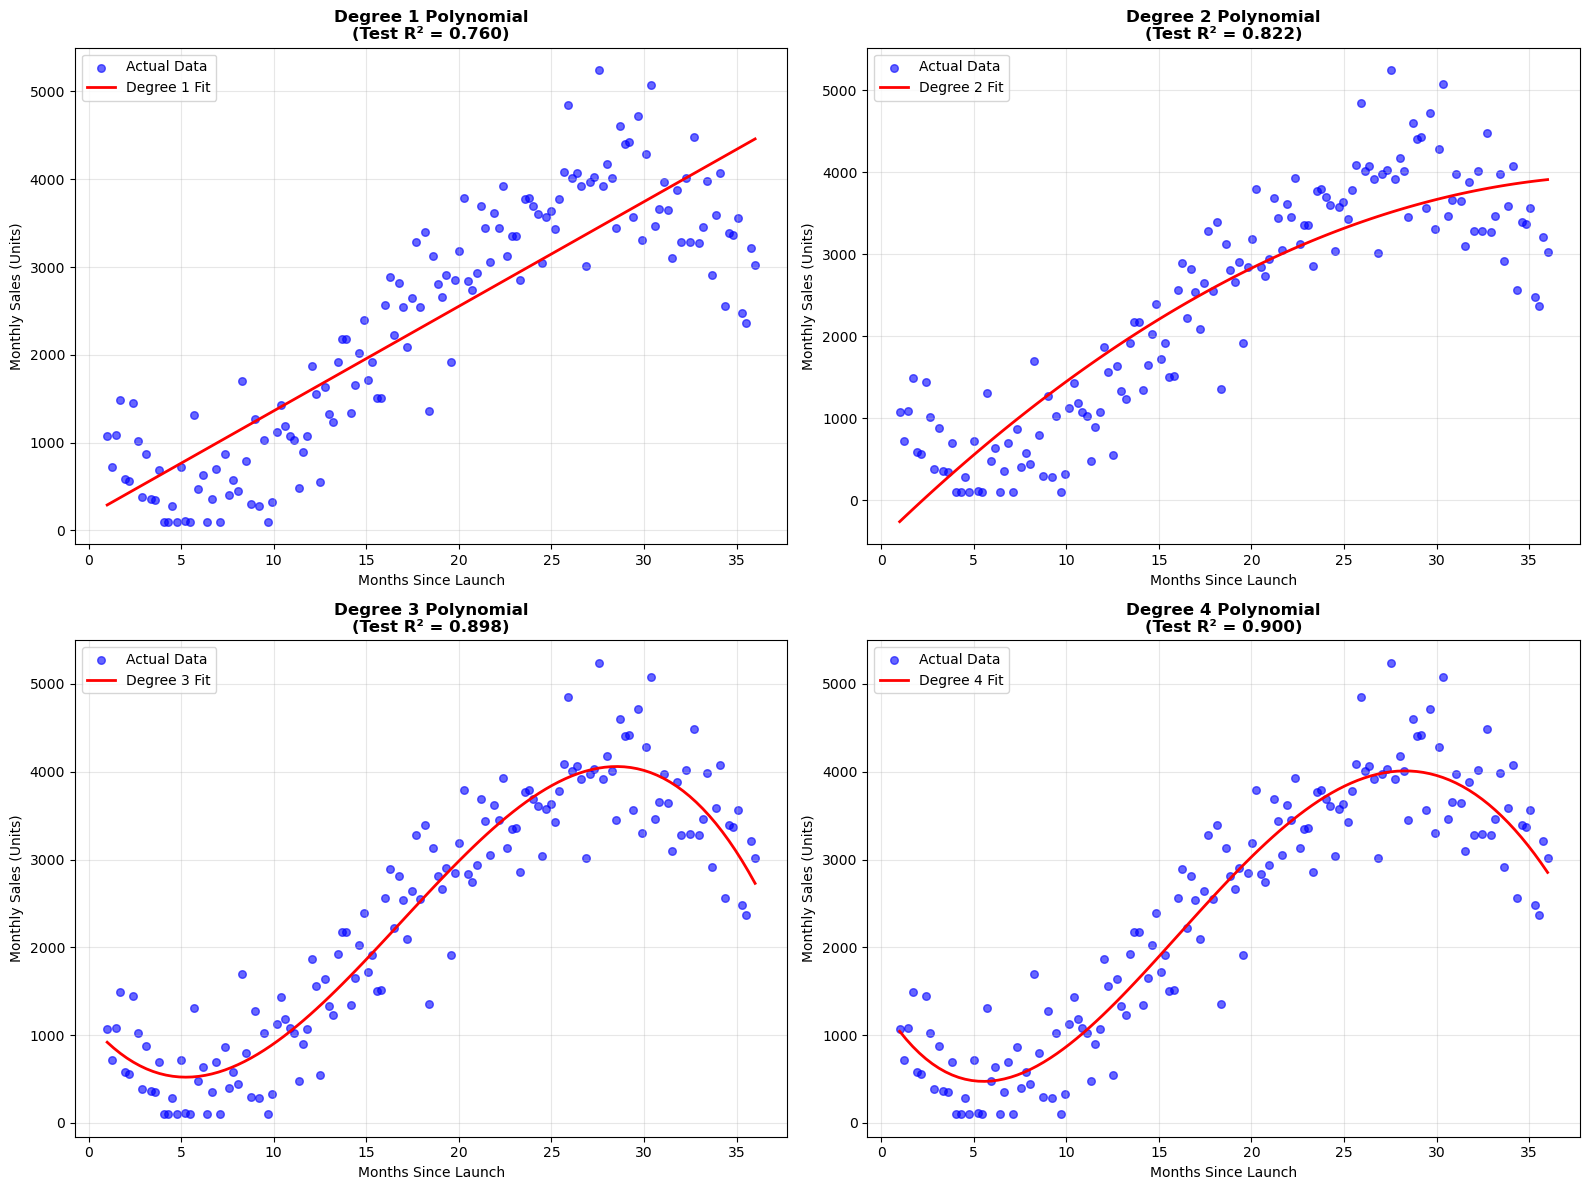 Degree 1 Polynomial
(Test R² = 0.760)
Actual Data
Degree 1 Fit
Monthly Sales (Units)
5000
4000
3000
2000
1000
0
0 5 10 15 20 25 30 35
Months Since Launch
Degree 2 Polynomial
(Test R² = 0.822)
Actual Data
Degree 2 Fit
Monthly Sales (Units)
5000
4000
3000
2000
1000
0
0 5 10 15 20 25 30 35
Months Since Launch
Degree 3 Polynomial
(Test R² = 0.898)
Actual Data
Degree 3 Fit
Monthly Sales (Units)
5000
4000
3000
2000
1000
0
0 5 10 15 20 25 30 35
Months Since Launch
Degree 4 Polynomial
(Test R² = 0.900)
Actual Data
Degree 4 Fit
Monthly Sales (Units)
5000
4000
3000
2000
1000
0
0 5 10 15 20 25 30 35
Months Since Launch